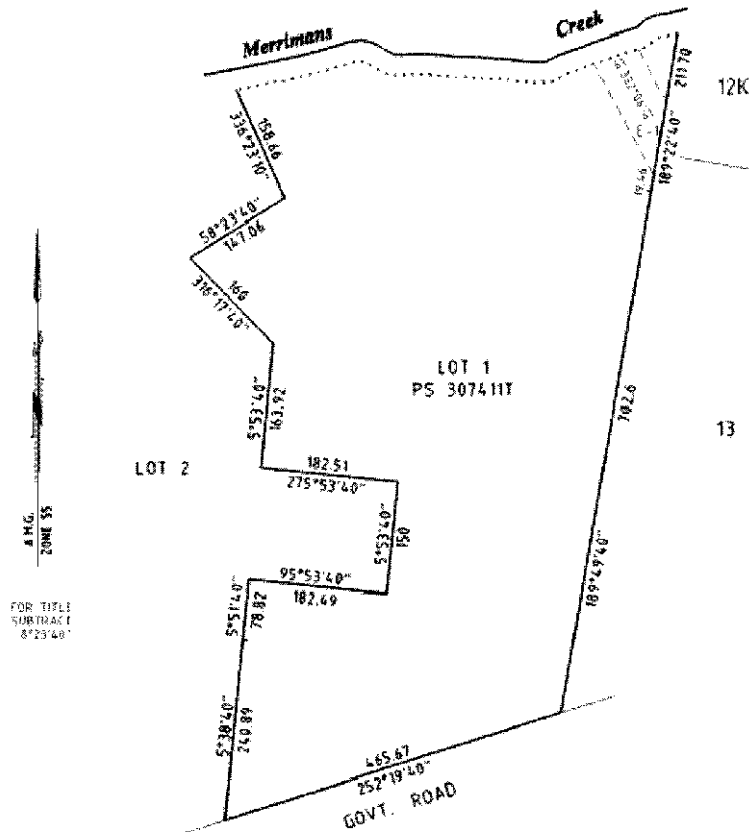 Merrimans Creek
158.66
336°23'10"
58°23'40"
147.06
160
316°17'40"
5°53'40"
163.92
182.51
275°53'40"
5°53'40"
150
95°53'40"
182.49
5°51'40"
78.82
5°38'40"
240.89
465.67
252°19'40"
GOVT. ROAD
211.70
189°22'40"
19.46
702.6
189°49'40"
12K
13
LOT 1
PS 307411T
LOT 2
A.M.G.
ZONE 55
FOR TITLE
SUBTRACT
8°23'40"